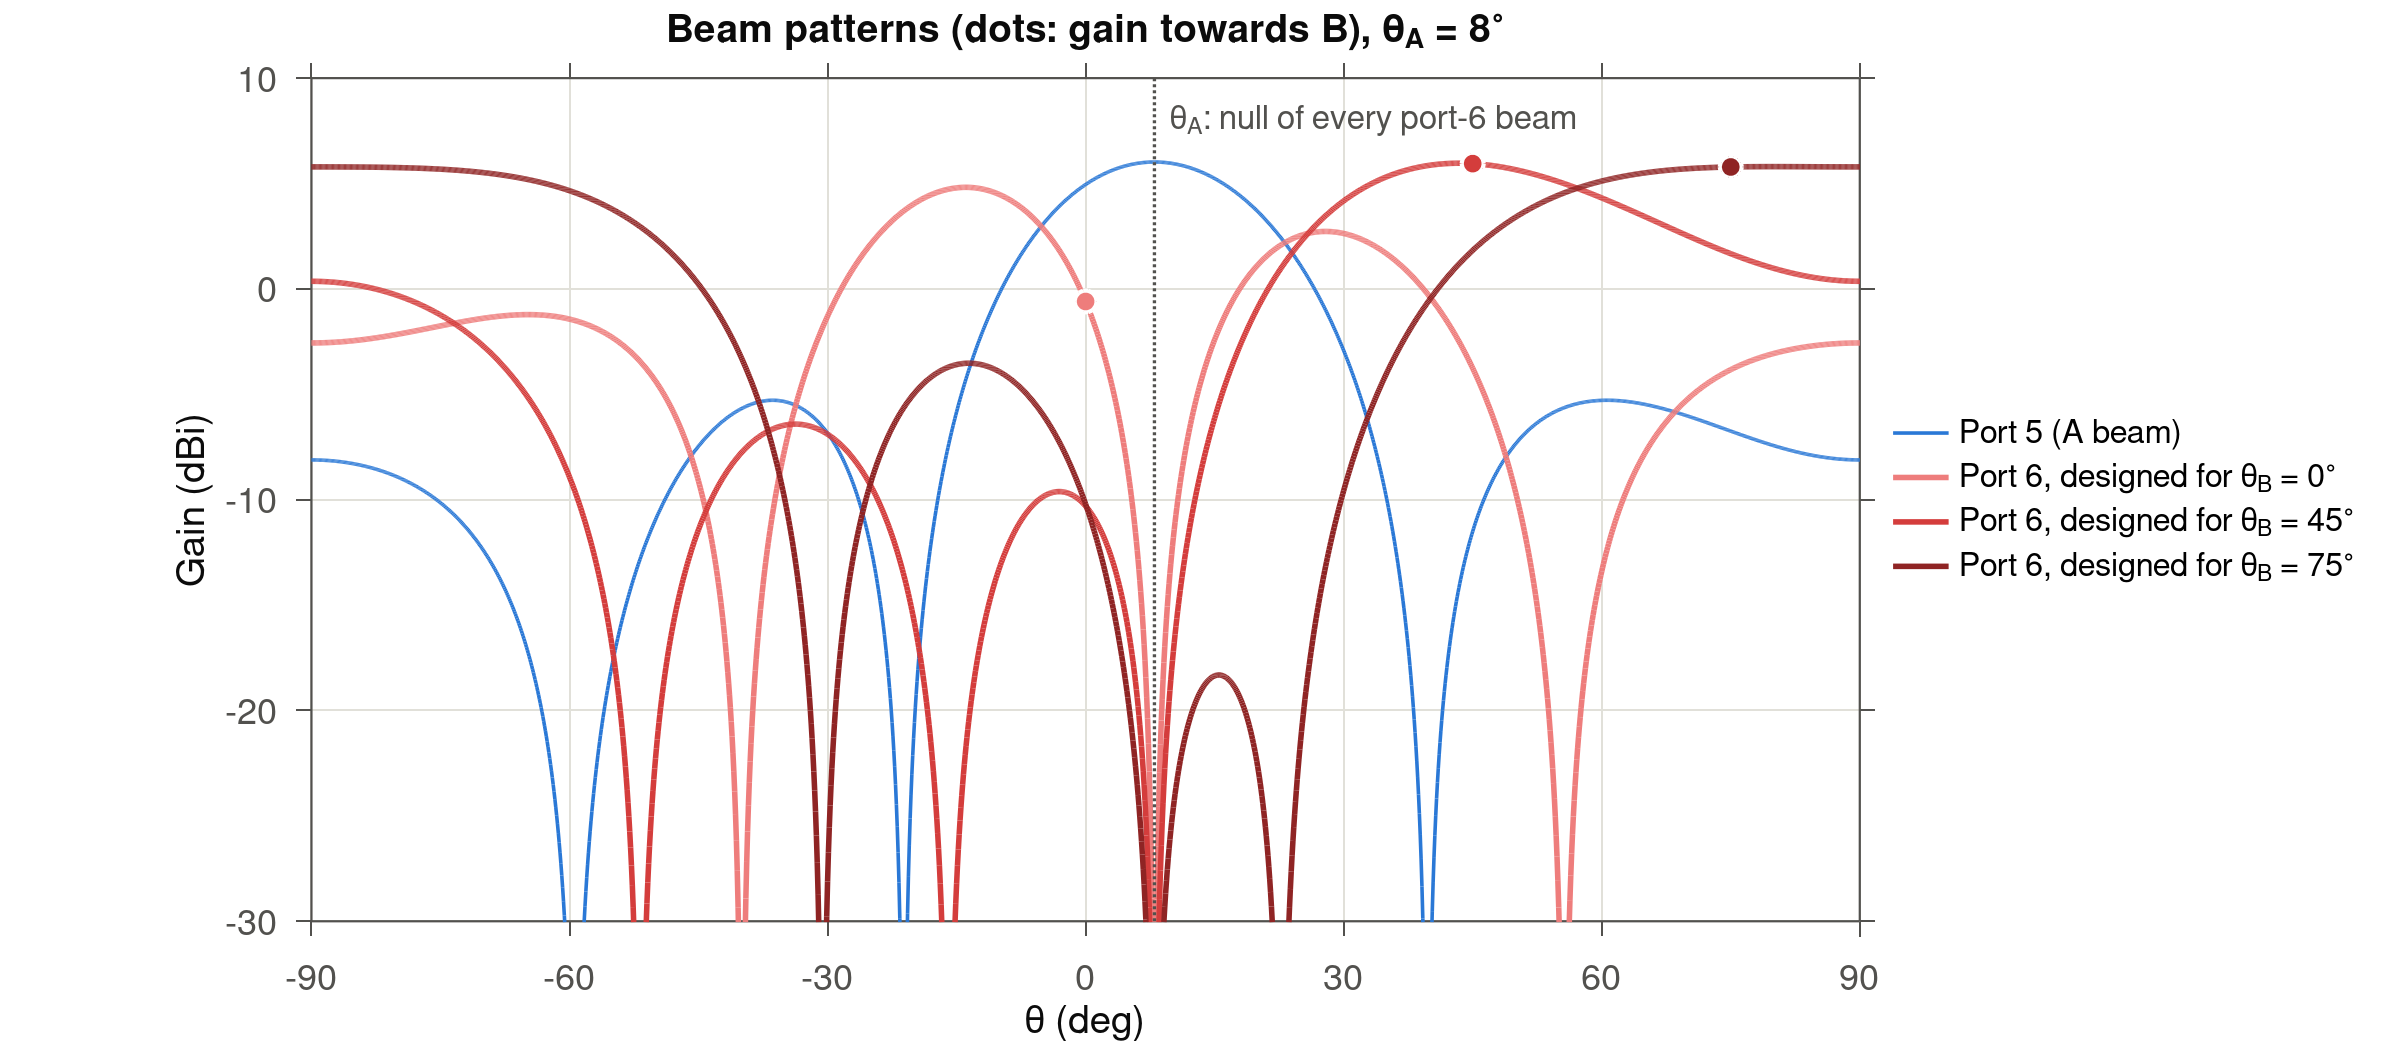 Beam patterns (dots: gain towards B), θA = 8°
θA: null of every port-6 beam
10
0
-10
-20
-30
Gain (dBi)
-90 -60 -30 0 30 60 90
θ (deg)
Port 5 (A beam)
Port 6, designed for θB = 0°
Port 6, designed for θB = 45°
Port 6, designed for θB = 75°